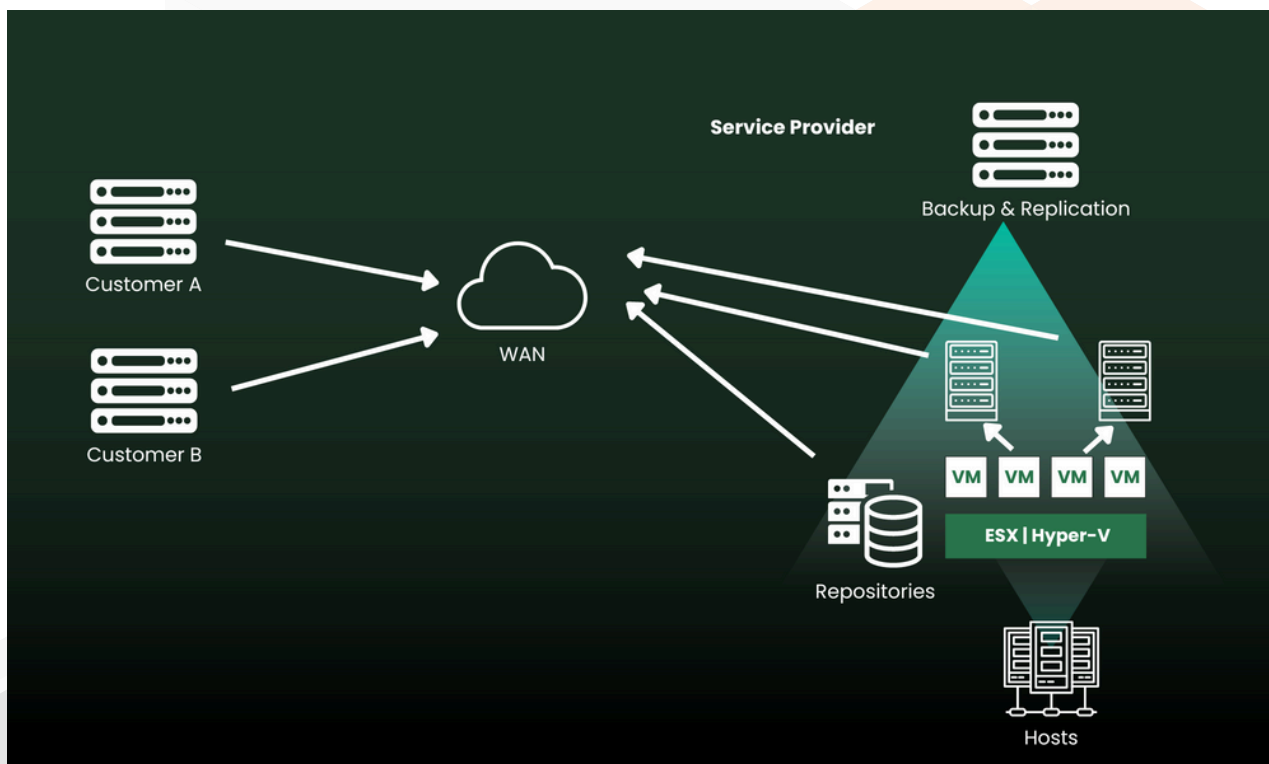 Service Provider
Backup & Replication
Customer A
WAN
Customer B
VM VM VM VM
ESX | Hyper-V
Repositories
Hosts